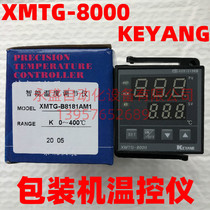 XMTG-8000
KEYANG
智能温度调节仪
PRECISION
TEMPERATURE
CONTROLLER
MODEL XMTG-B8181AM1
RANGE K 0~400℃
20 05
XMTG-8000
包装机温控仪